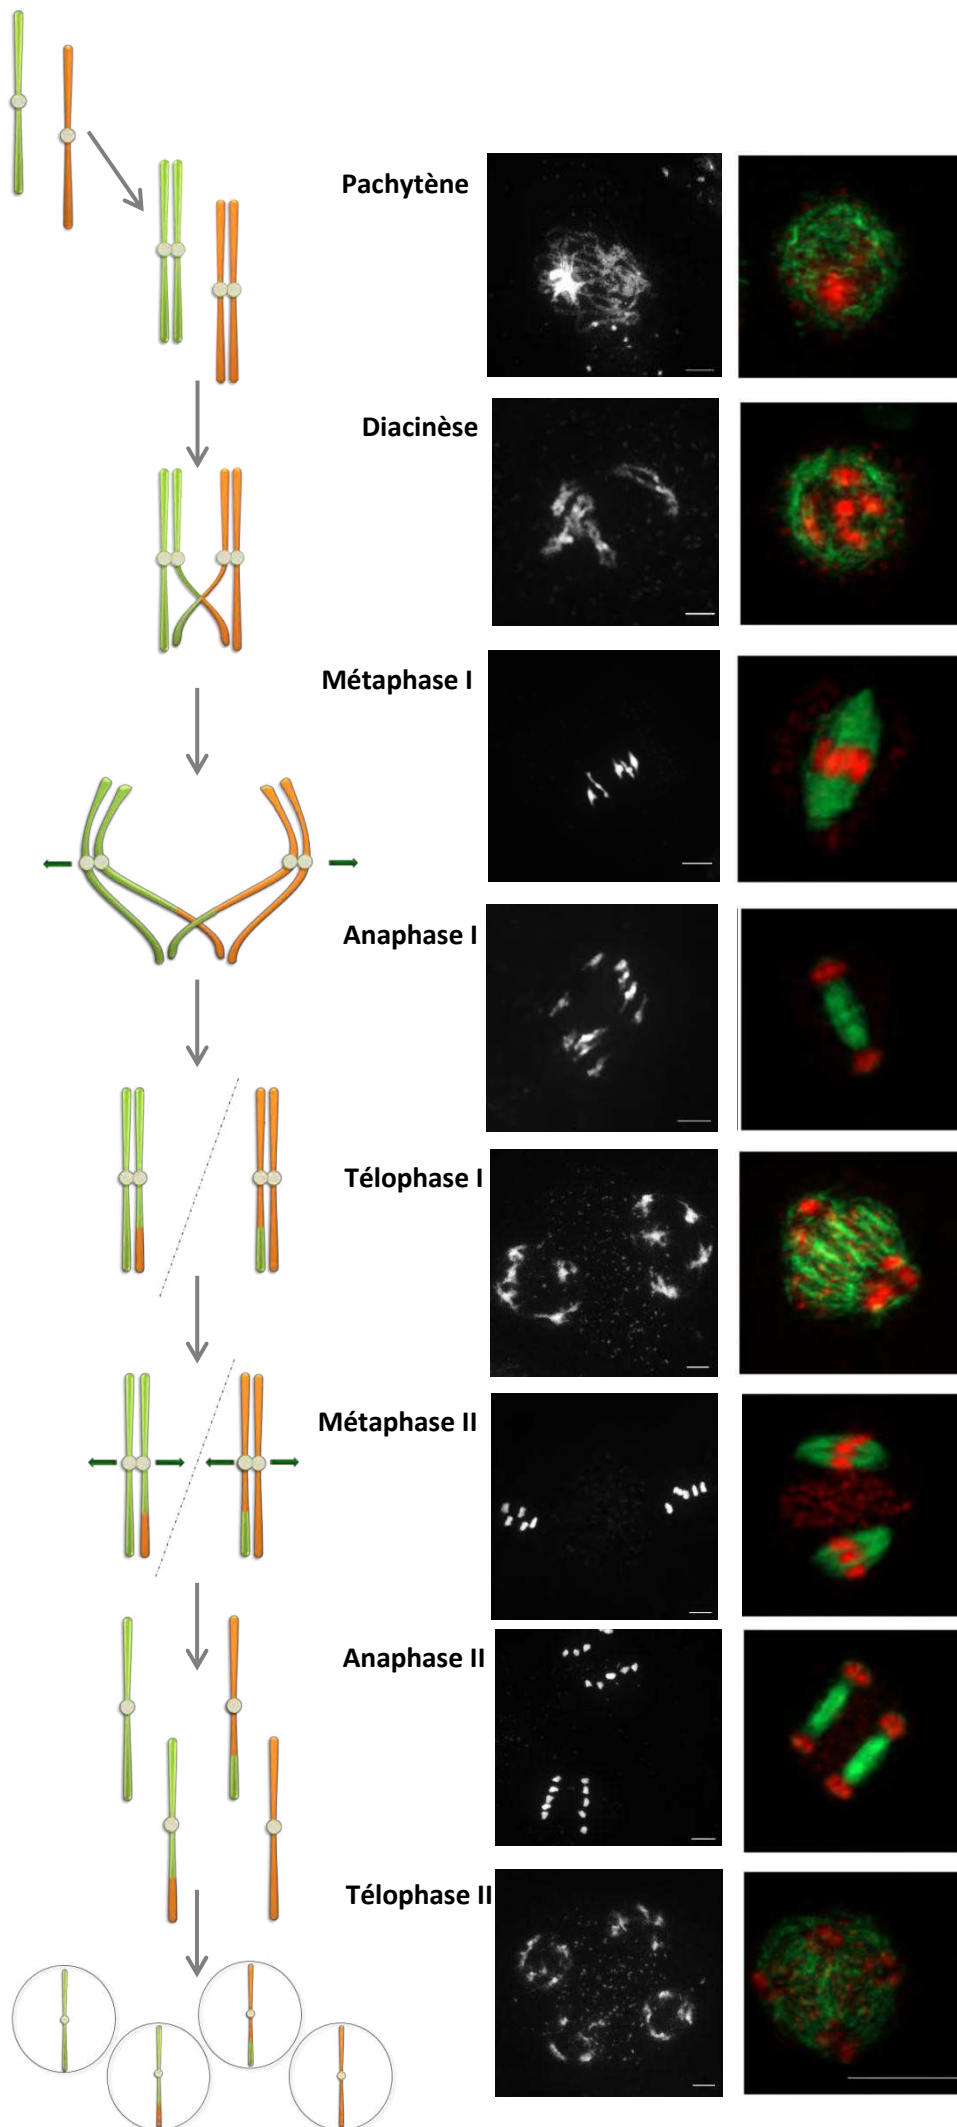 Pachytène
Diacinèse
Métaphase I
Anaphase I
Télophase I
Métaphase II
Anaphase II
Télophase II